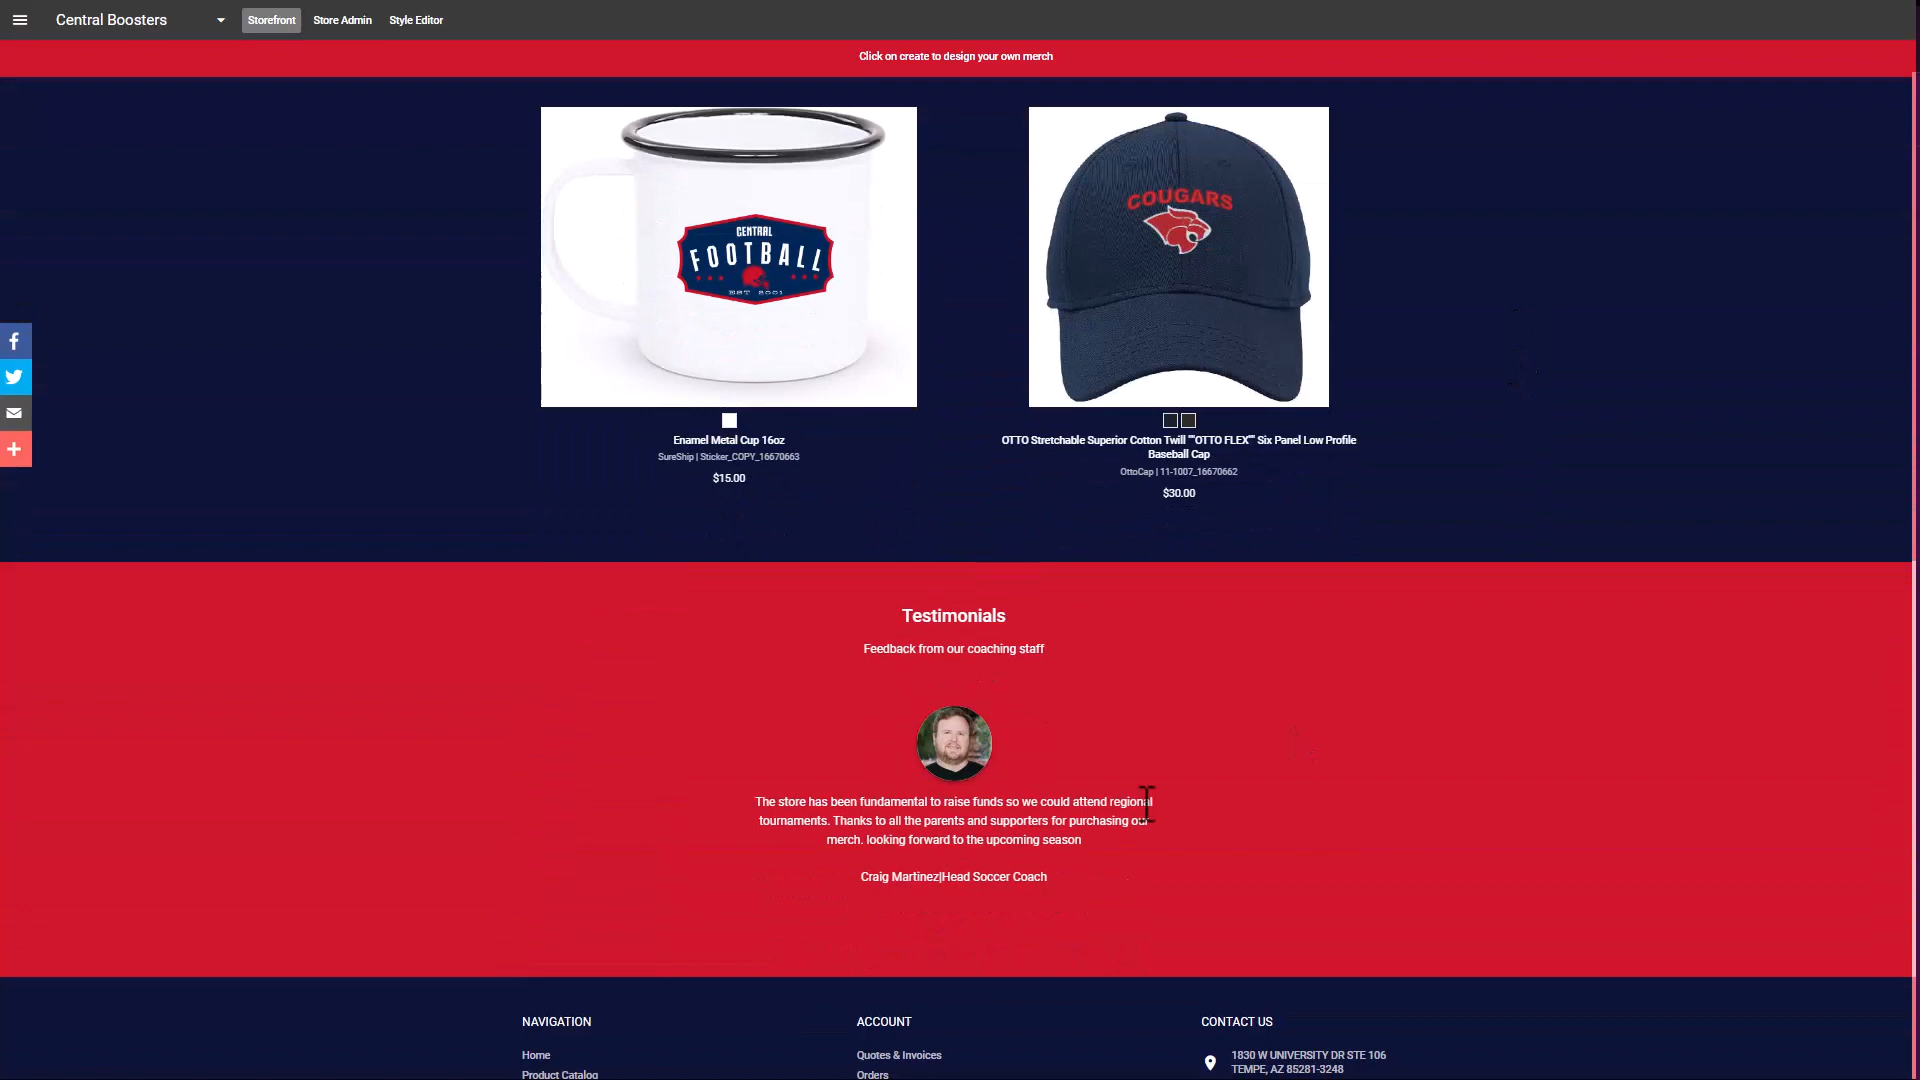 Central Boosters
Storefront
Store Admin
Style Editor
Click on create to design your own merch
CENTRAL
FOOTBALL
EST 2001
COUGARS
Enamel Metal Cup 16oz
SureShip | Sticker_COPY_16670663
$15.00
OTTO Stretchable Superior Cotton Twill ""OTTO FLEX"" Six Panel Low Profile
Baseball Cap
OttoCap | 11-1007_16670662
$30.00
Testimonials
Feedback from our coaching staff
The store has been fundamental to raise funds so we could attend regional
tournaments. Thanks to all the parents and supporters for purchasing our
merch. looking forward to the upcoming season
Craig Martinez|Head Soccer Coach
NAVIGATION
Home
Product Catalog
ACCOUNT
Quotes & Invoices
Orders
CONTACT US
1830 W UNIVERSITY DR STE 106
TEMPE, AZ 85281-3248